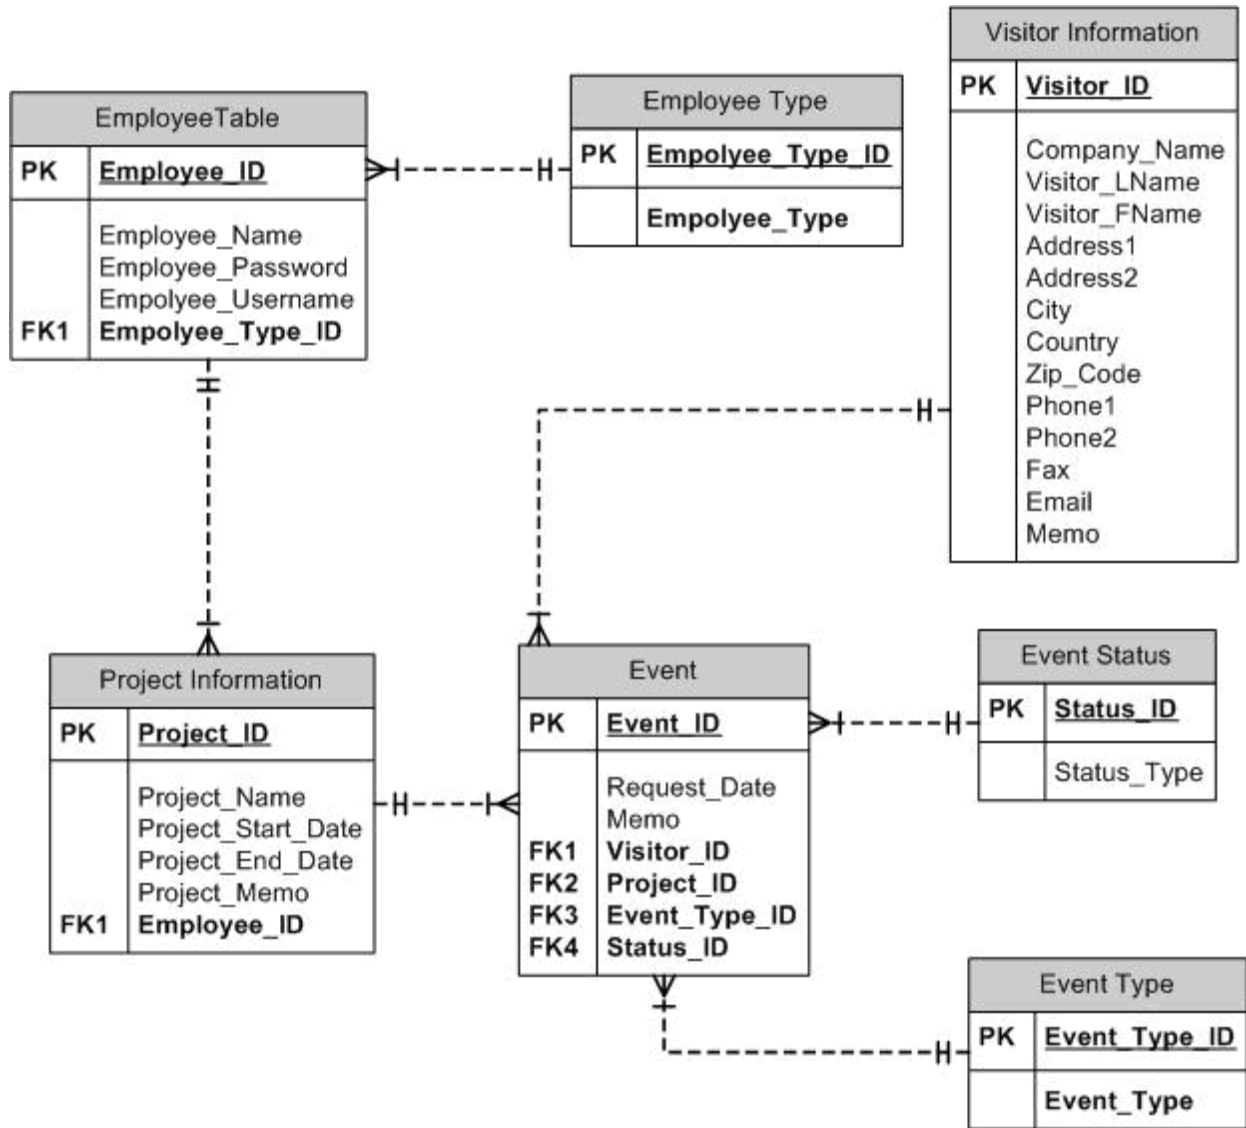 Visitor Information
PK Visitor_ID
Company_Name
Visitor_LName
Visitor_FName
Address1
Address2
City
Country
Zip_Code
Phone1
Phone2
Fax
Email
Memo
EmployeeTable
PK Employee_ID
Employee_Name
Employee_Password
Empolyee_Username
FK1 Empolyee_Type_ID
Employee Type
PK Empolyee_Type_ID
Empolyee_Type
Project Information
PK Project_ID
Project_Name
Project_Start_Date
Project_End_Date
Project_Memo
FK1 Employee_ID
Event
PK Event_ID
Request_Date
Memo
FK1 Visitor_ID
FK2 Project_ID
FK3 Event_Type_ID
FK4 Status_ID
Event Status
PK Status_ID
Status_Type
Event Type
PK Event_Type_ID
Event_Type